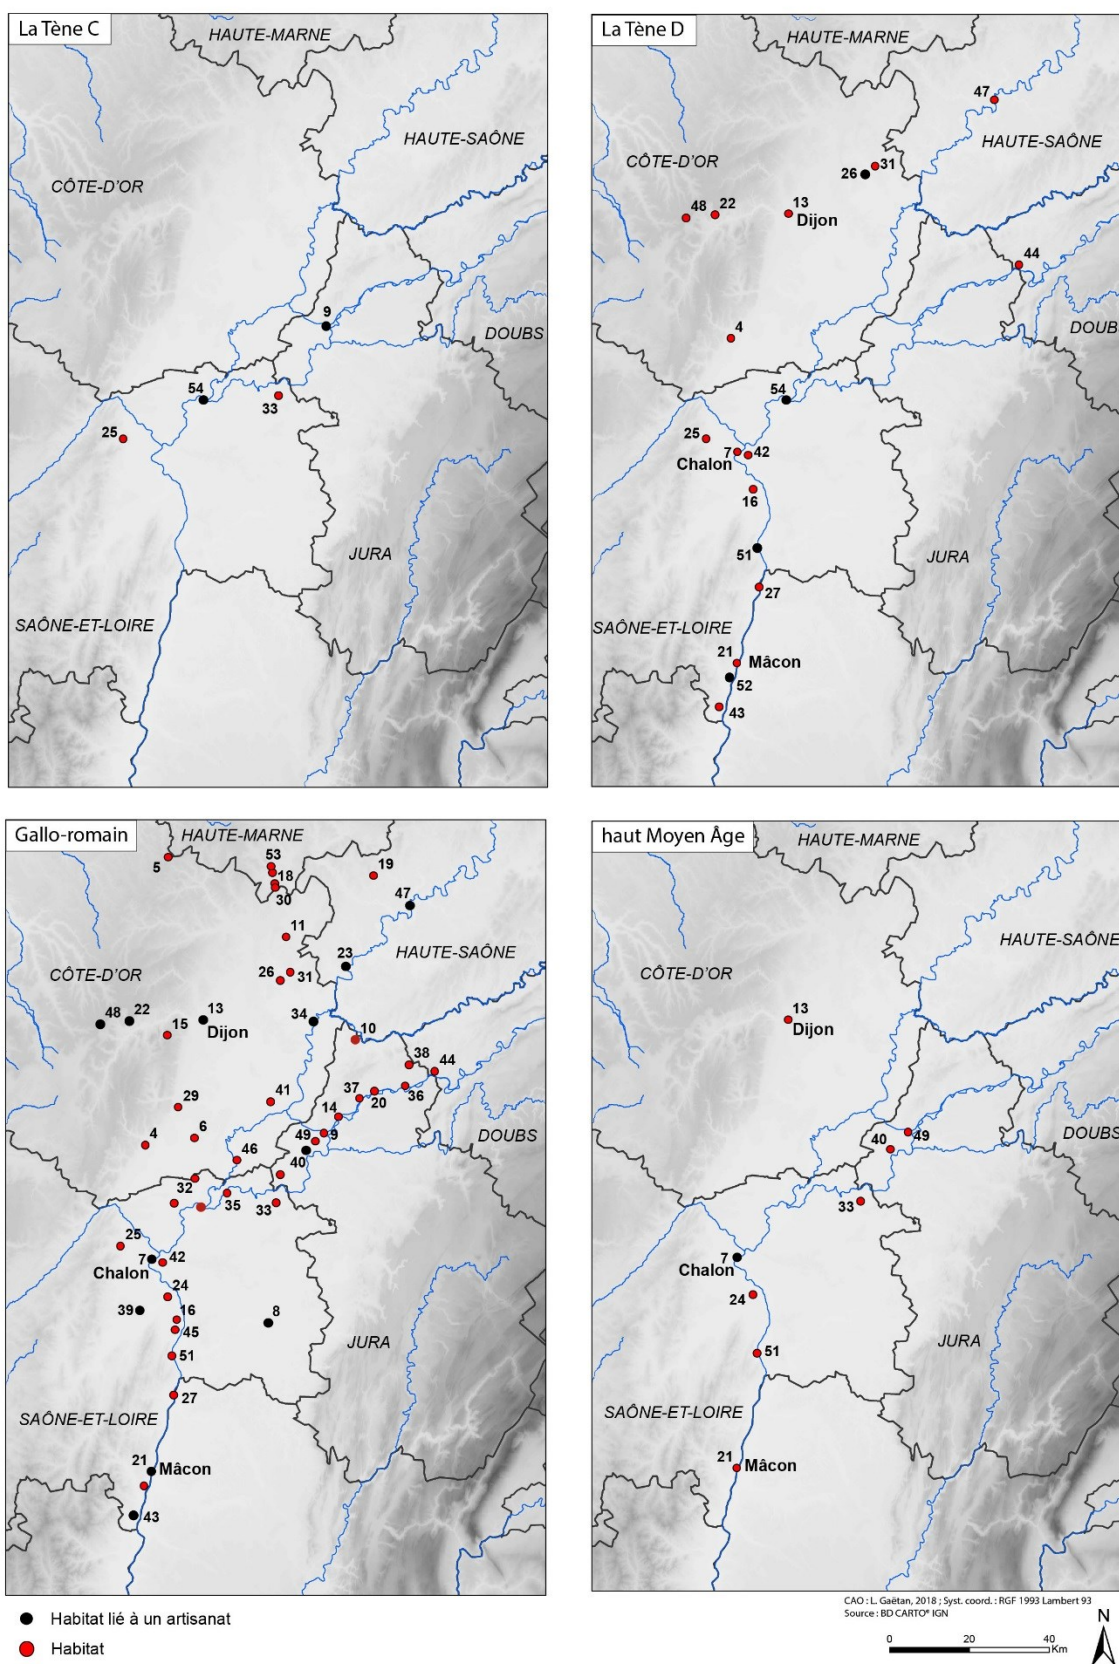 La Tène C
HAUTE-MARNE
HAUTE-SAÔNE
CÔTE-D'OR
9
DOUBS
54
33
25
JURA
SAÔNE-ET-LOIRE
La Tène D
HAUTE-MARNE
47
HAUTE-SAÔNE
CÔTE-D'OR
31
26
48
22
13
Dijon
44
DOUB
4
54
25
7
42
Chalon
16
51
JURA
27
SAÔNE-ET-LOIRE
21
Mâcon
52
43
Gallo-romain
HAUTE-MARNE
5
53
18
30
19
47
11
HAUTE-SAÔNE
23
26
31
CÔTE-D'OR
48
22
13
Dijon
34
15
10
38
44
37
20
36
41
29
14
6
49
9
DOUBS
4
46
40
32
35
33
25
7
42
Chalon
24
39
16
8
45
JURA
51
27
SAÔNE-ET-LOIRE
21
Mâcon
43
haut Moyen Âge
HAUTE-MARNE
HAUTE-SAÔNE
CÔTE-D'OR
13
Dijon
40
49
DOUBS
33
7
Chalon
24
51
JURA
SAÔNE-ET-LOIRE
21
Mâcon
Habitat lié à un artisanat
Habitat
CAO : L. Gaëtan, 2018 ; Syst. coord. : RGF 1993 Lambert 93
Source : BD CARTO® IGN
N
0 20 40
Km